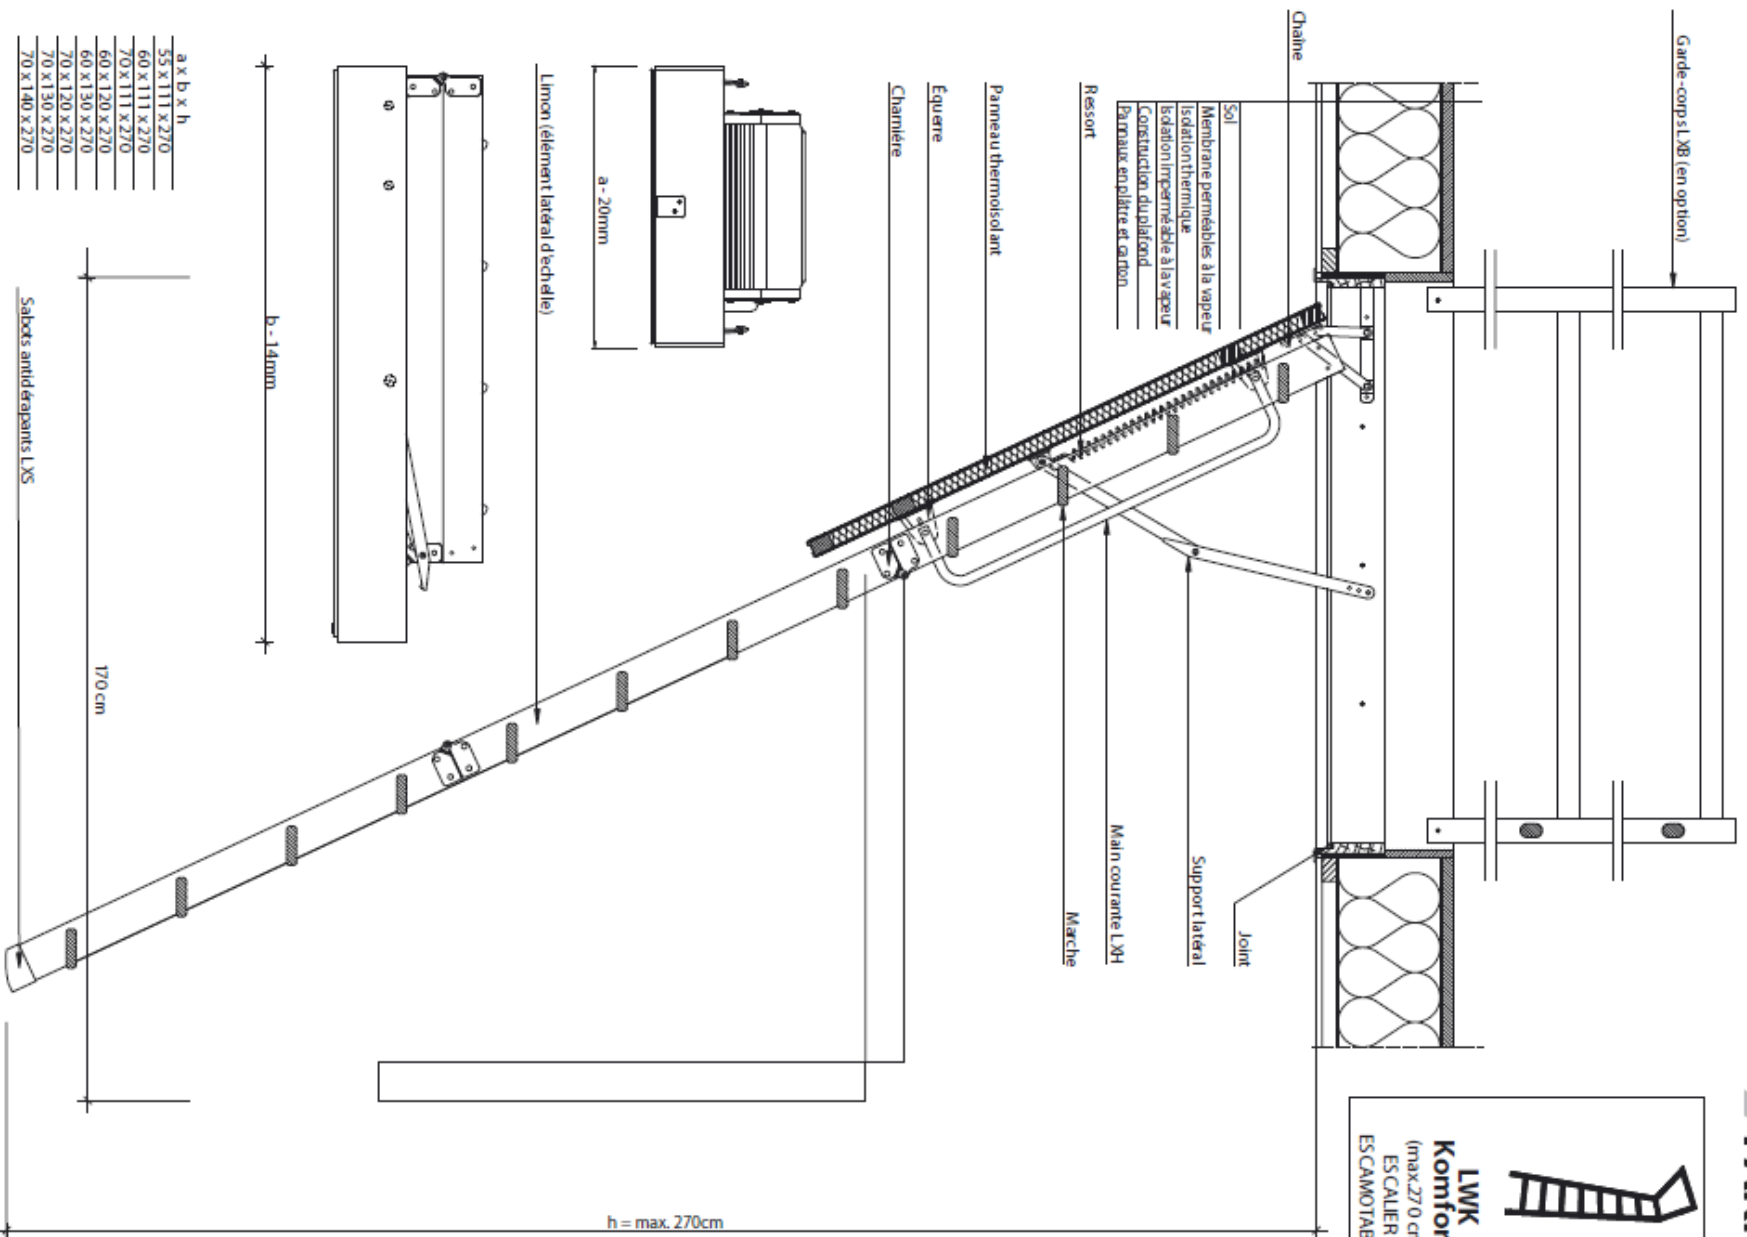 Garde-corps LXB (en option)
Chaîne
Sol
Membrane perméables à la vapeur
Isolation thermique
Isolation imperméable à la vapeur
Construction du plafond
Pannaux en plâtre et carton
Ressort
Panneau thermoisolant
Équerre
Charnière
a - 20mm
Limon (élément latéral d'echelle)
b - 14mm
a x b x h
55 x 111 x 270
60 x 111 x 270
70 x 111 x 270
60 x 120 x 270
60 x 130 x 270
70 x 120 x 270
70 x 130 x 270
70 x 140 x 270
Sabots antidérapants LXS
170 cm
Joint
Support latéral
Main courante LXH
Marche
h = max. 270cm
LWK
Komfor
(max.270 cm
ESCALIER
ESCAMOTAB